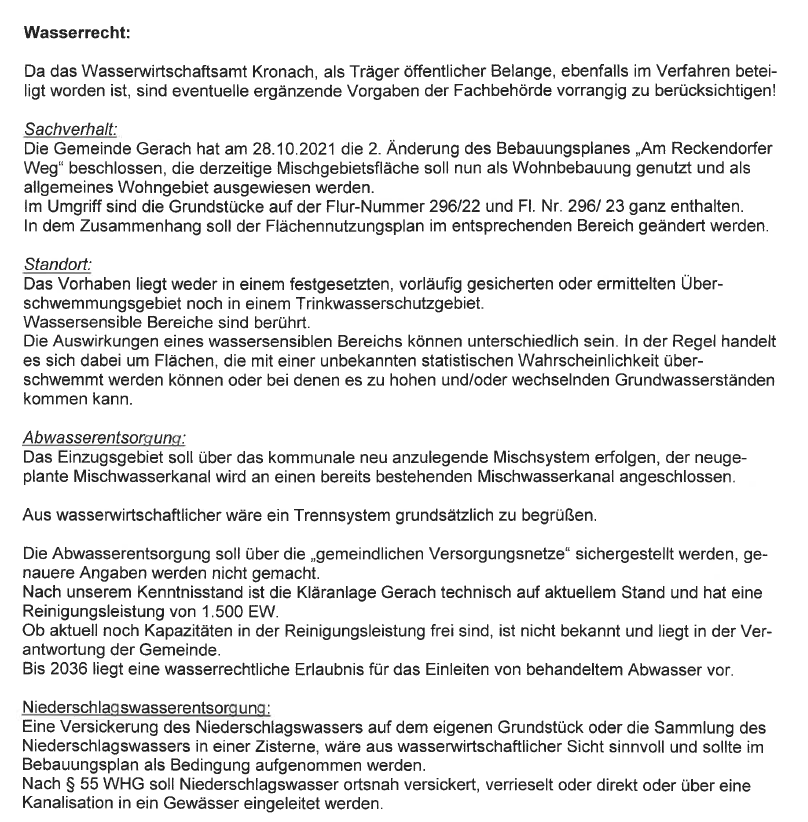 Wasserrecht:
Da das Wasserwirtschaftsamt Kronach, als Träger öffentlicher Belange, ebenfalls im Verfahren betei-
ligt worden ist, sind eventuelle ergänzende Vorgaben der Fachbehörde vorrangig zu berücksichtigen!
Sachverhalt:
Die Gemeinde Gerach hat am 28.10.2021 die 2. Änderung des Bebauungsplanes „Am Reckendorfer
Weg“ beschlossen, die derzeitige Mischgebietsfläche soll nun als Wohnbebauung genutzt und als
allgemeines Wohngebiet ausgewiesen werden.
Im Umgriff sind die Grundstücke auf der Flur-Nummer 296/22 und Fl. Nr. 296/ 23 ganz enthalten.
In dem Zusammenhang soll der Flächennutzungsplan im entsprechenden Bereich geändert werden.
Standort:
Das Vorhaben liegt weder in einem festgesetzten, vorläufig gesicherten oder ermittelten Über-
schwemmungsgebiet noch in einem Trinkwasserschutzgebiet.
Wassersensible Bereiche sind berührt.
Die Auswirkungen eines wassersensiblen Bereichs können unterschiedlich sein. In der Regel handelt
es sich dabei um Flächen, die mit einer unbekannten statistischen Wahrscheinlichkeit über-
schwemmt werden können oder bei denen es zu hohen und/oder wechselnden Grundwasserständen
kommen kann.
Abwasserentsorgung:
Das Einzugsgebiet soll über das kommunale neu anzulegende Mischsystem erfolgen, der neuge-
plante Mischwasserkanal wird an einen bereits bestehenden Mischwasserkanal angeschlossen.
Aus wasserwirtschaftlicher wäre ein Trennsystem grundsätzlich zu begrüßen.
Die Abwasserentsorgung soll über die „gemeindlichen Versorgungsnetze“ sichergestellt werden, ge-
nauere Angaben werden nicht gemacht.
Nach unserem Kenntnisstand ist die Kläranlage Gerach technisch auf aktuellem Stand und hat eine
Reinigungsleistung von 1.500 EW.
Ob aktuell noch Kapazitäten in der Reinigungsleistung frei sind, ist nicht bekannt und liegt in der Ver-
antwortung der Gemeinde.
Bis 2036 liegt eine wasserrechtliche Erlaubnis für das Einleiten von behandeltem Abwasser vor.
Niederschlagswasserentsorgung:
Eine Versickerung des Niederschlagswassers auf dem eigenen Grundstück oder die Sammlung des
Niederschlagswassers in einer Zisterne, wäre aus wasserwirtschaftlicher Sicht sinnvoll und sollte im
Bebauungsplan als Bedingung aufgenommen werden.
Nach § 55 WHG soll Niederschlagswasser ortsnah versickert, verrieselt oder direkt oder über eine
Kanalisation in ein Gewässer eingeleitet werden.